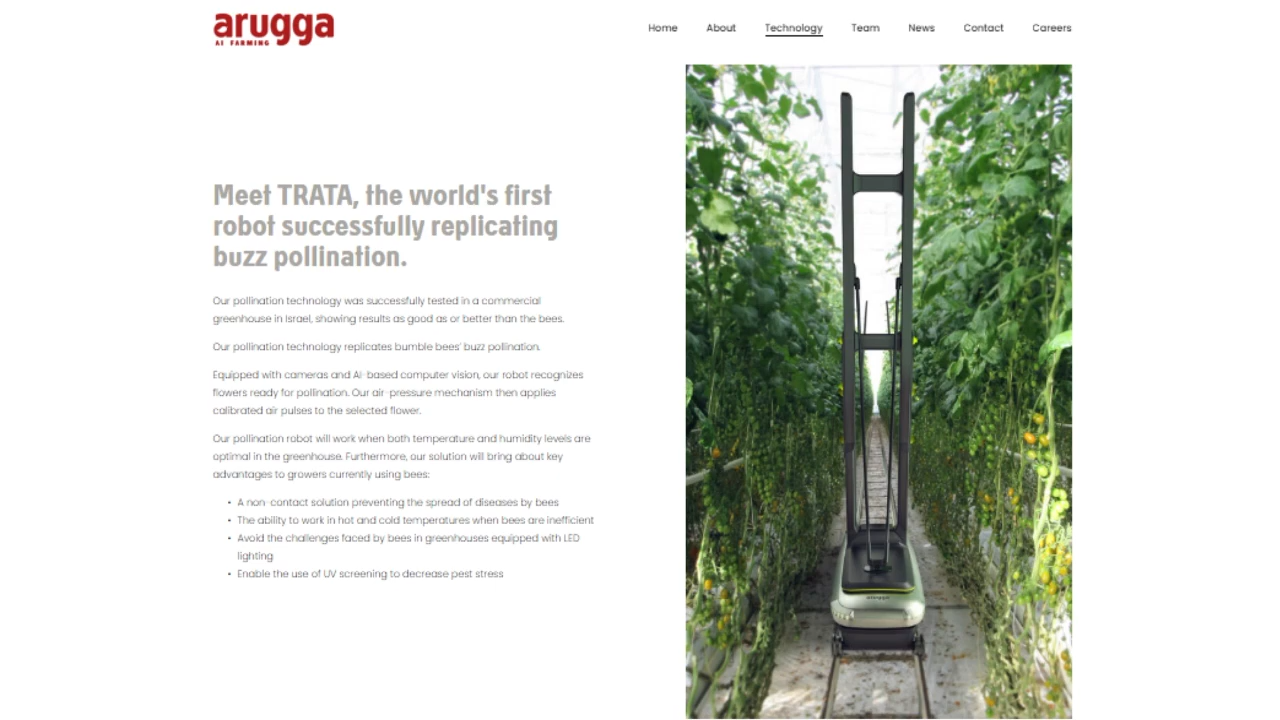 arugga
AI FARMING
Home About Technology Team News Contact Careers
Meet TRATA, the world's first
robot successfully replicating
buzz pollination.
Our pollination technology was successfully tested in a commercial
greenhouse in Israel, showing results as good as or better than the bees.
Our pollination technology replicates bumble bees' buzz pollination.
Equipped with cameras and AI-based computer vision, our robot recognizes
flowers ready for pollination. Our air-pressure mechanism then applies
calibrated air pulses to the selected flower.
Our pollination robot will work when both temperature and humidity levels are
optimal in the greenhouse. Furthermore, our solution will bring about key
advantages to growers currently using bees:
• A non-contact solution preventing the spread of diseases by bees
• The ability to work in hot and cold temperatures when bees are inefficient
• Avoid the challenges faced by bees in greenhouses equipped with LED
lighting
• Enable the use of UV screening to decrease pest stress
arugga